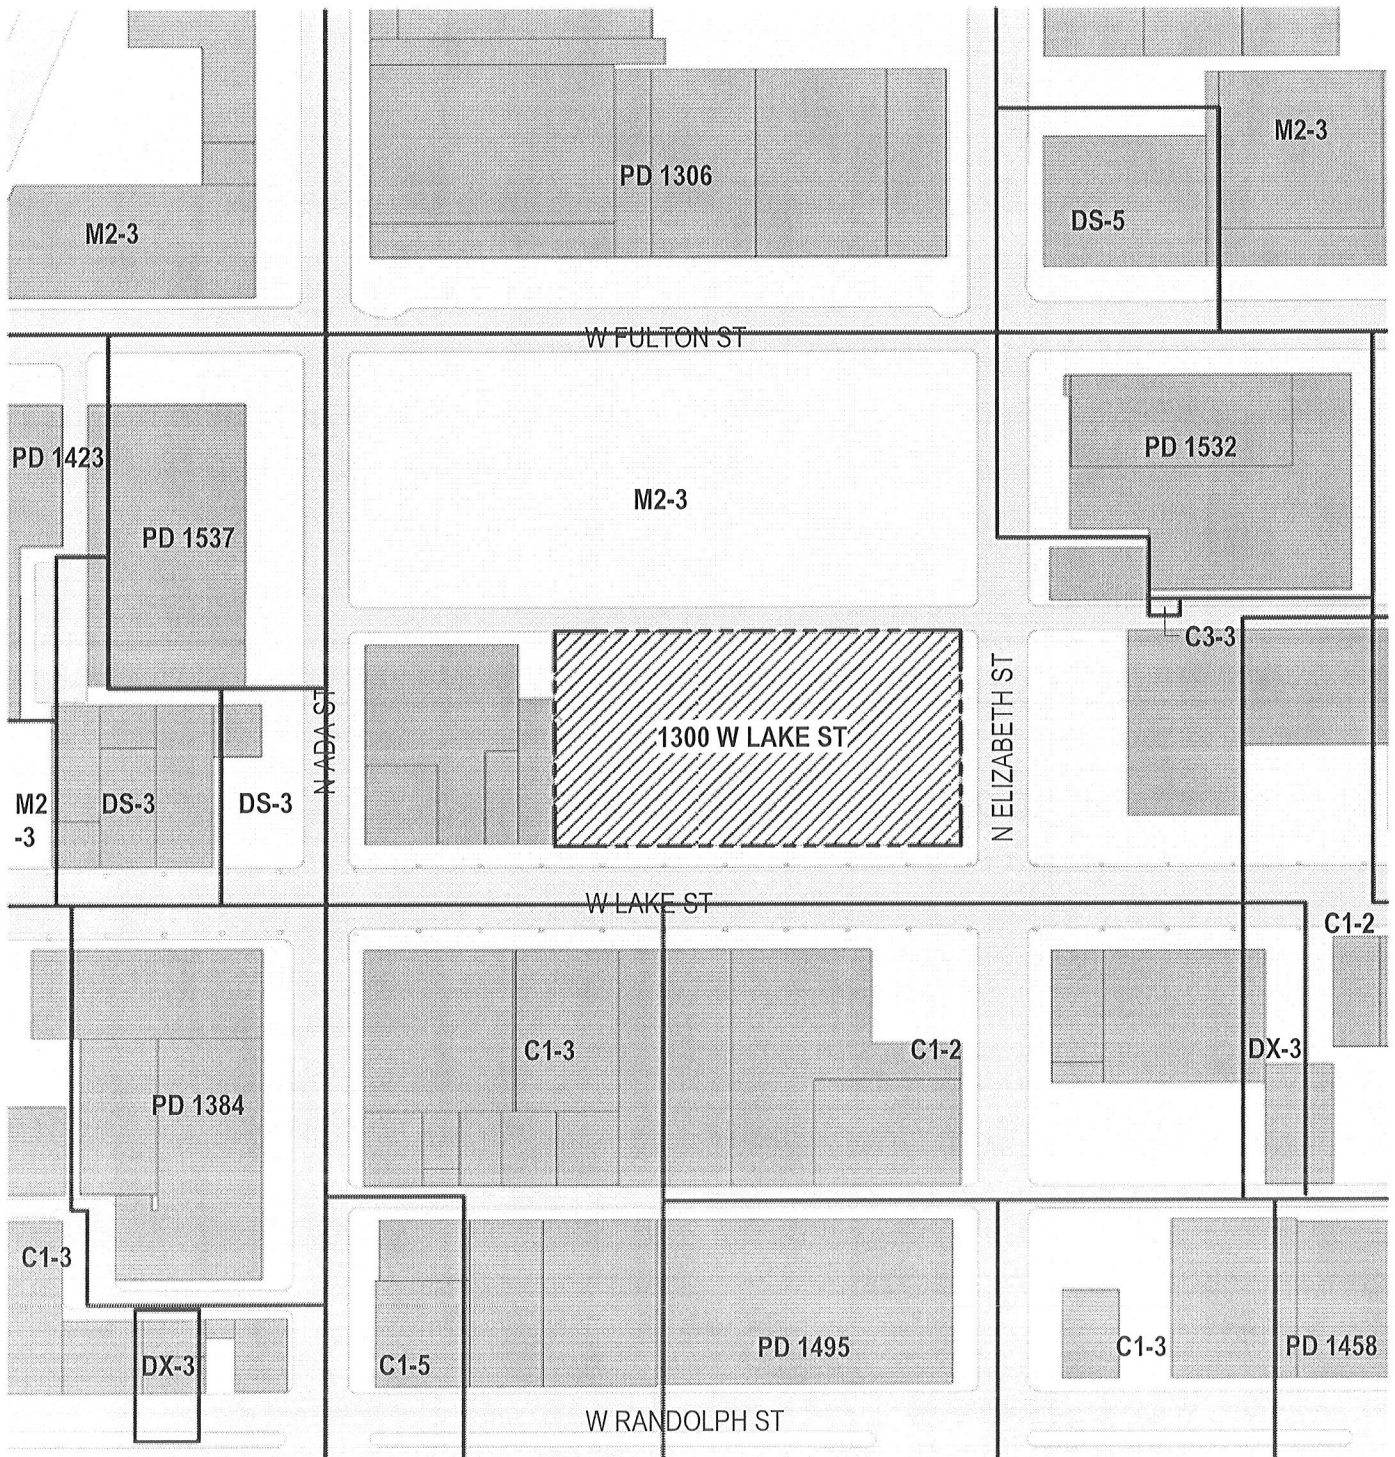 M2-3
PD 1306
DS-5
M2-3
W FULTON ST
PD 1423
PD 1537
M2-3
PD 1532
C3-3
N ADA ST
1300 W LAKE ST
N ELIZABETH ST
M2
-3
DS-3
DS-3
W LAKE ST
C1-2
C1-3
C1-2
DX-3
PD 1384
C1-3
DX-3
C1-5
PD 1495
C1-3
PD 1458
W RANDOLPH ST